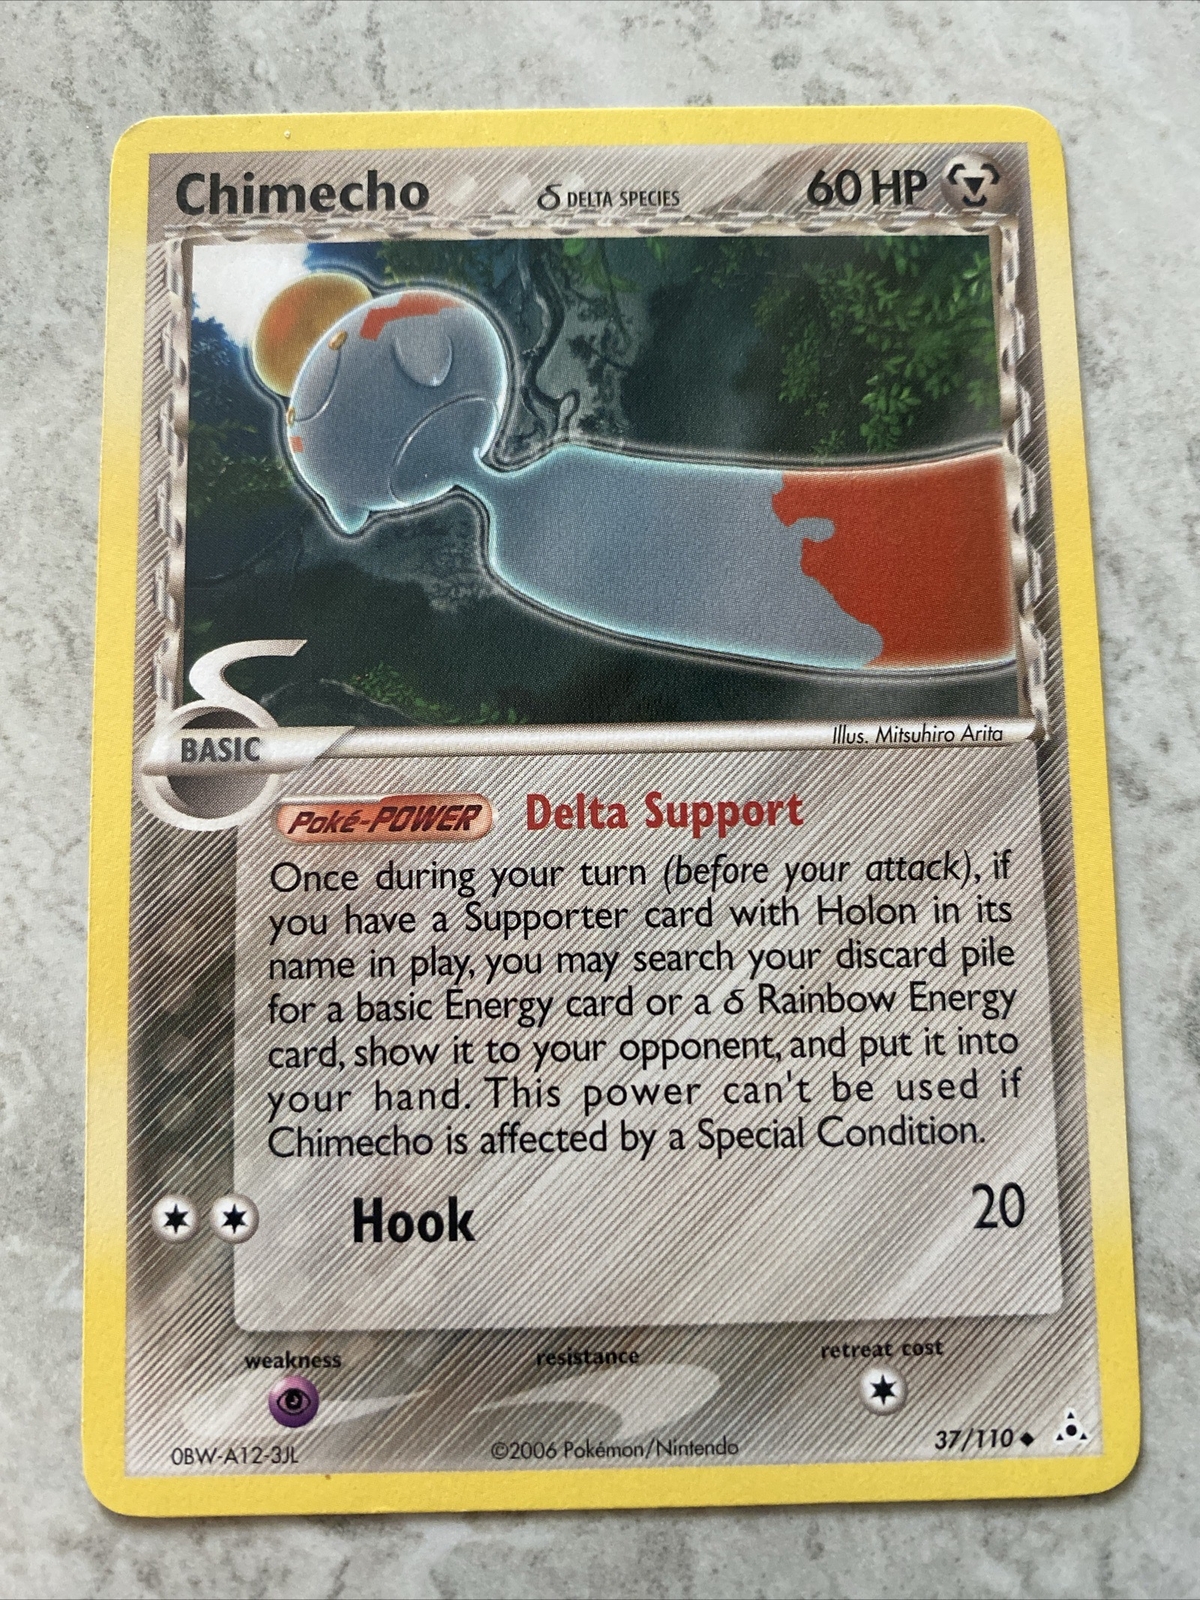 Chimecho δ DELTA SPECIES 60 HP
Illus. Mitsuhiro Arita
BASIC
Poké-POWER Delta Support
Once during your turn (before your attack), if
you have a Supporter card with Holon in its
name in play, you may search your discard pile
for a basic Energy card or a δ Rainbow Energy
card, show it to your opponent, and put it into
your hand. This power can't be used if
Chimecho is affected by a Special Condition.
Hook 20
weakness resistance retreat cost
0BW-A12-3JL ©2006 Pokémon/Nintendo 37/110